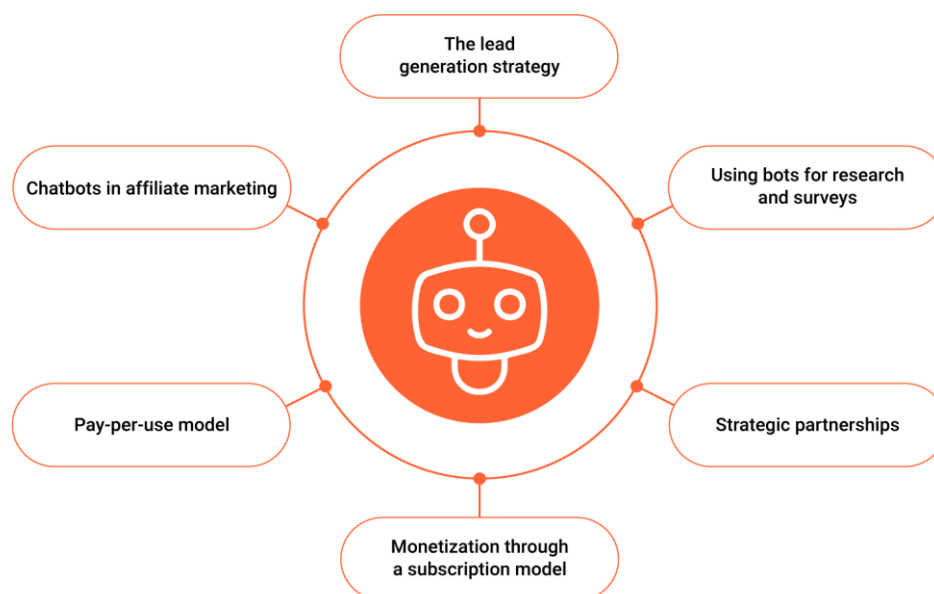 The lead
generation strategy
Chatbots in affiliate marketing
Using bots for research
and surveys
Pay-per-use model
Strategic partnerships
Monetization through
a subscription model